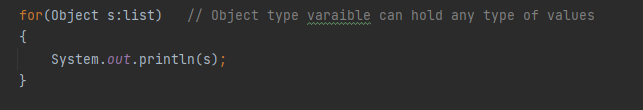 for(Object s:list)   // Object type varaible can hold any type of values
{
    System.out.println(s);
}